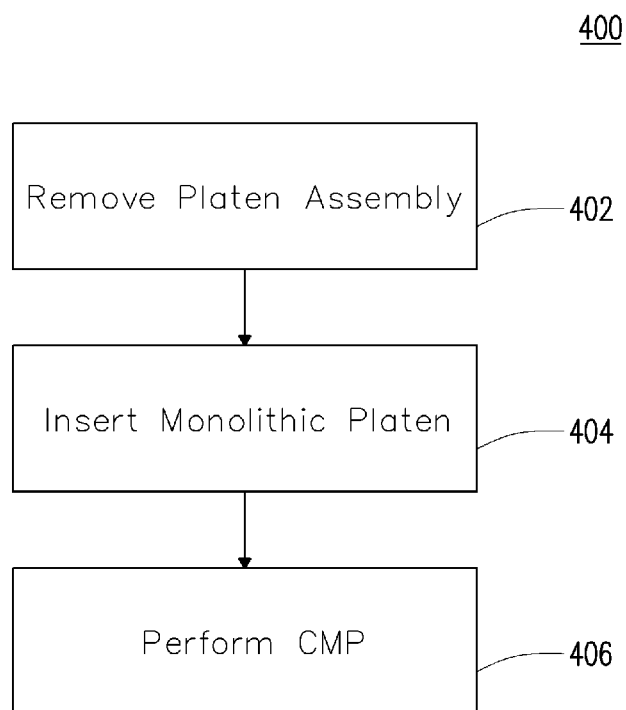 400
Remove Platen Assembly
402
Insert Monolithic Platen
404
Perform CMP
406